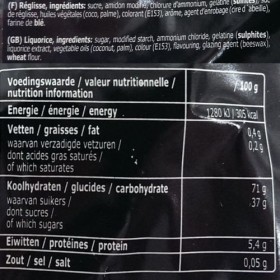 (F) Réglisse, ingrédients: sucre, amidon modifié, chlorure d'ammonium, gélatine (sulfites),
de réglisse, huiles végétales (coco, palme), colorant (E153), arôme, agent d'enrobage (cire d'abeille),
farine de blé.
(GB) Liquorice, ingredients: sugar, modified starch, ammonium chloride, gelatine (sulphites),
liquorice extract, vegetable oils (coconut, palm), colour (E153), flavouring, glazing agent (beeswax),
wheat flour.
Voedingswaarde / valeur nutritionnelle /
nutrition information
/ 100 g
Energie / énergie / energy
1280 kJ / 305 kcal
Vetten / graisses / fat
0,4 g
waarvan verzadigde vetzuren /
0,2 g
dont acides gras saturés /
of which saturates
Koolhydraten / glucides / carbohydrate
71 g
waarvan suikers /
37 g
dont sucres /
of which sugars
Eiwitten / protéines / protein
5,4 g
Zout / sel / salt
0,05 g